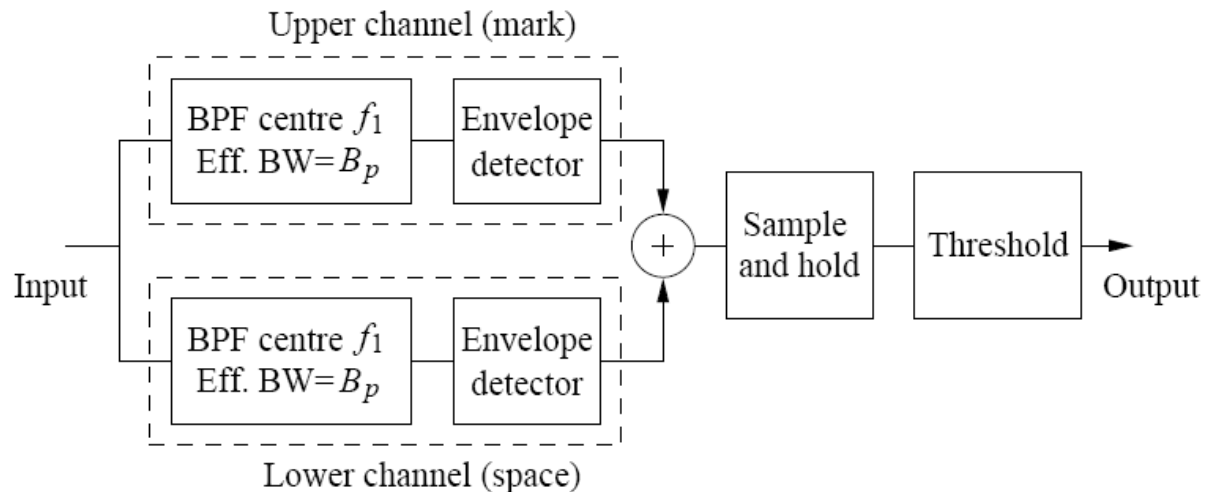 Upper channel (mark)
BPF centre f₁
Eff. BW=Bₚ
Envelope
detector
Input
+
Sample
and hold
Threshold
Output
BPF centre f₁
Eff. BW=Bₚ
Envelope
detector
Lower channel (space)